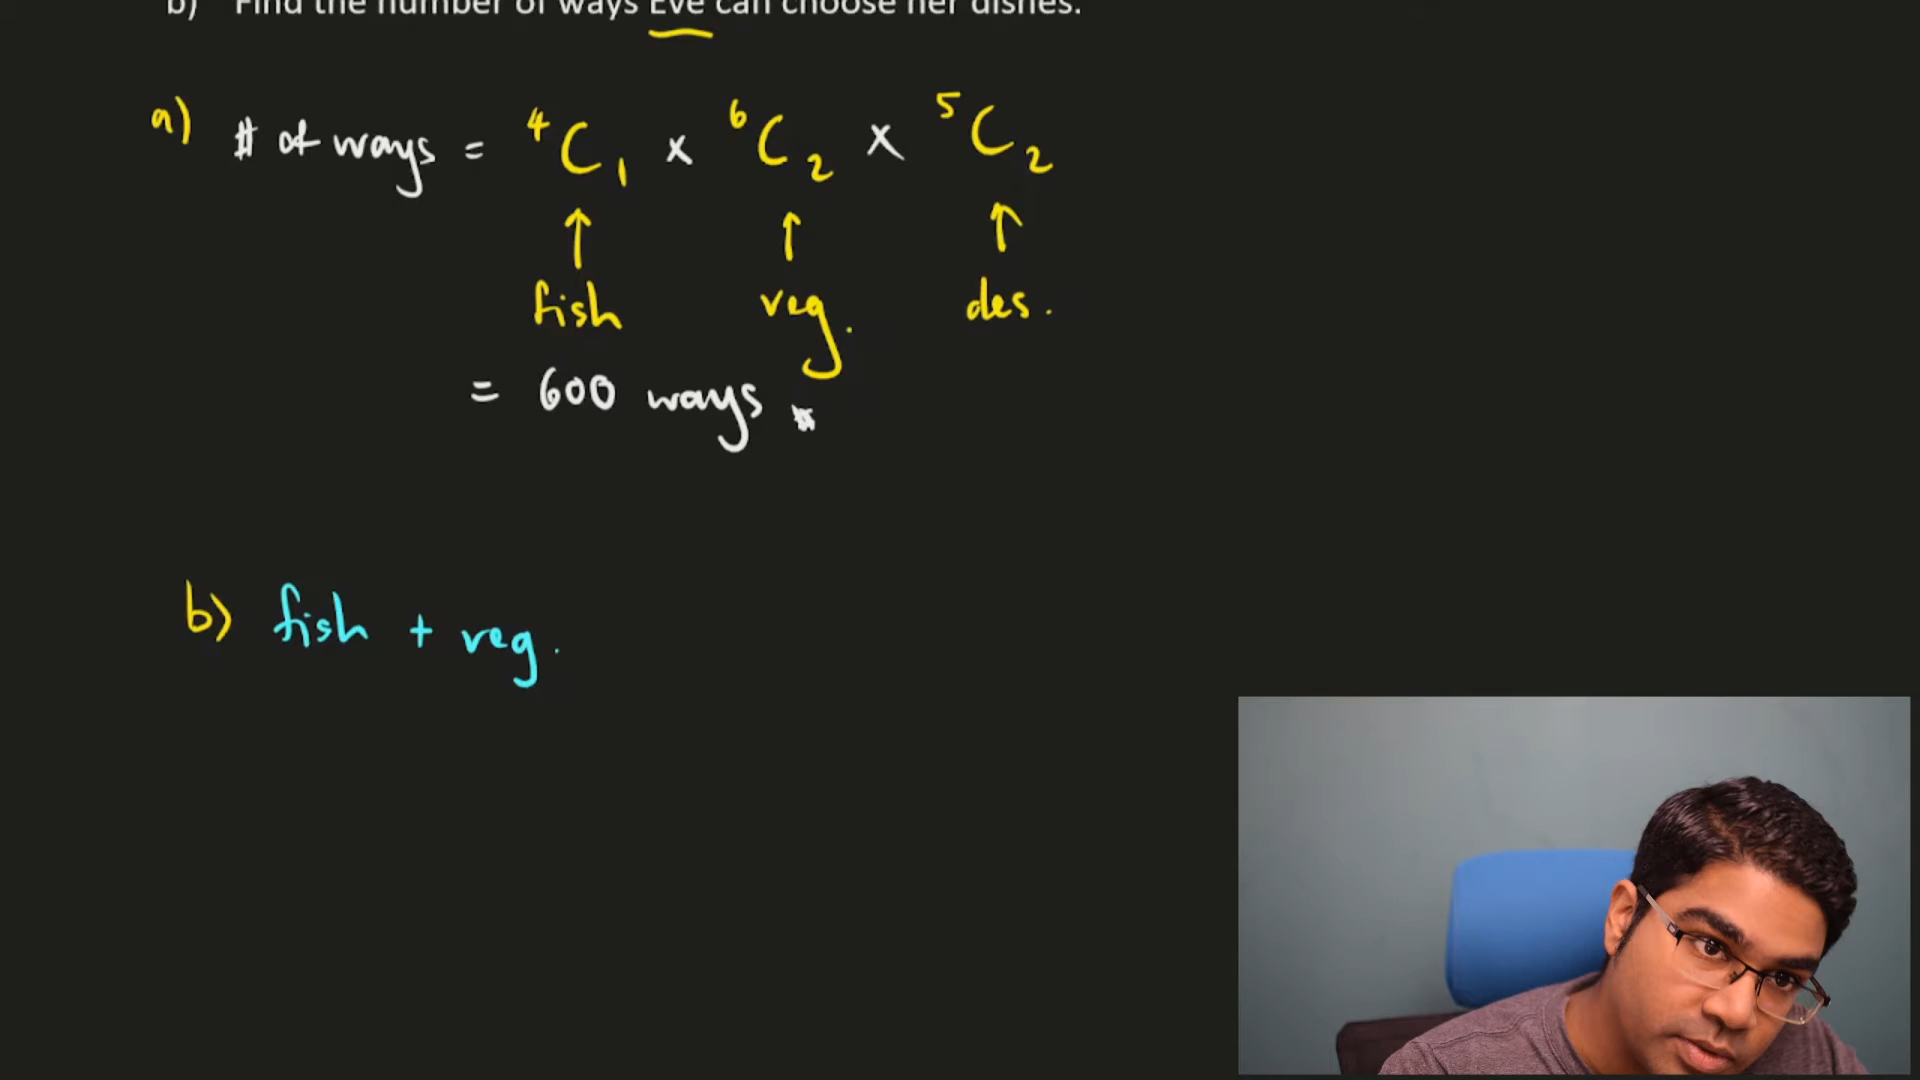 b) Find the number of ways Eve can choose her dishes.
a) # of ways = ⁴C₁ x ⁶C₂ x ⁵C₂
↑ ↑ ↑
fish veg. des.
= 600 ways
b) fish + veg.